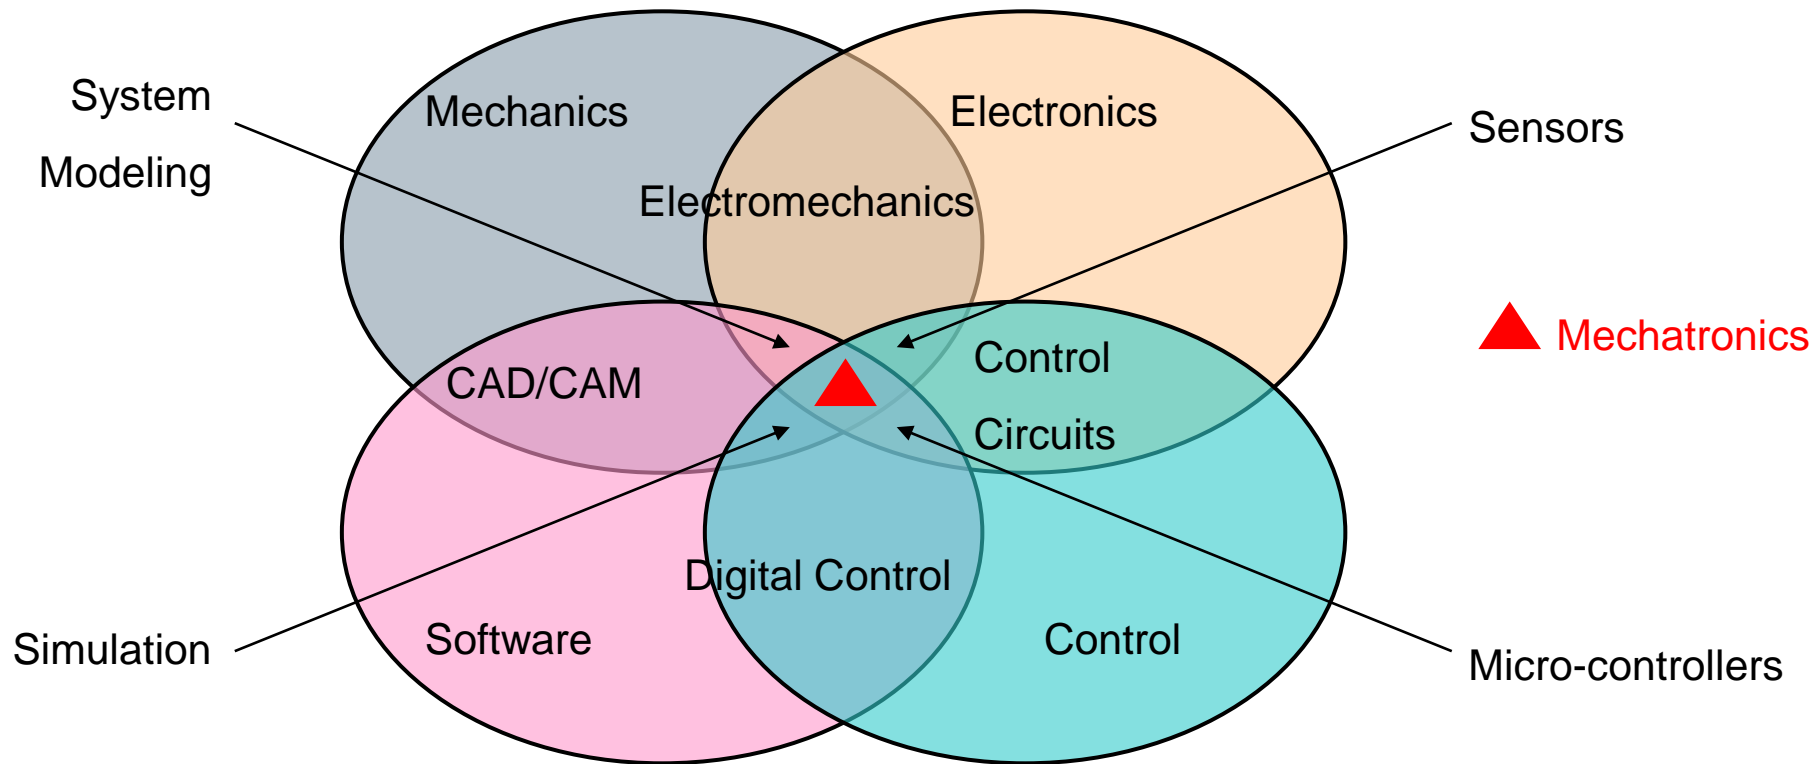 System
Modeling
Mechanics
Electronics
Sensors
Electromechanics
Mechatronics
CAD/CAM
Control
Circuits
Digital Control
Simulation
Software
Control
Micro-controllers